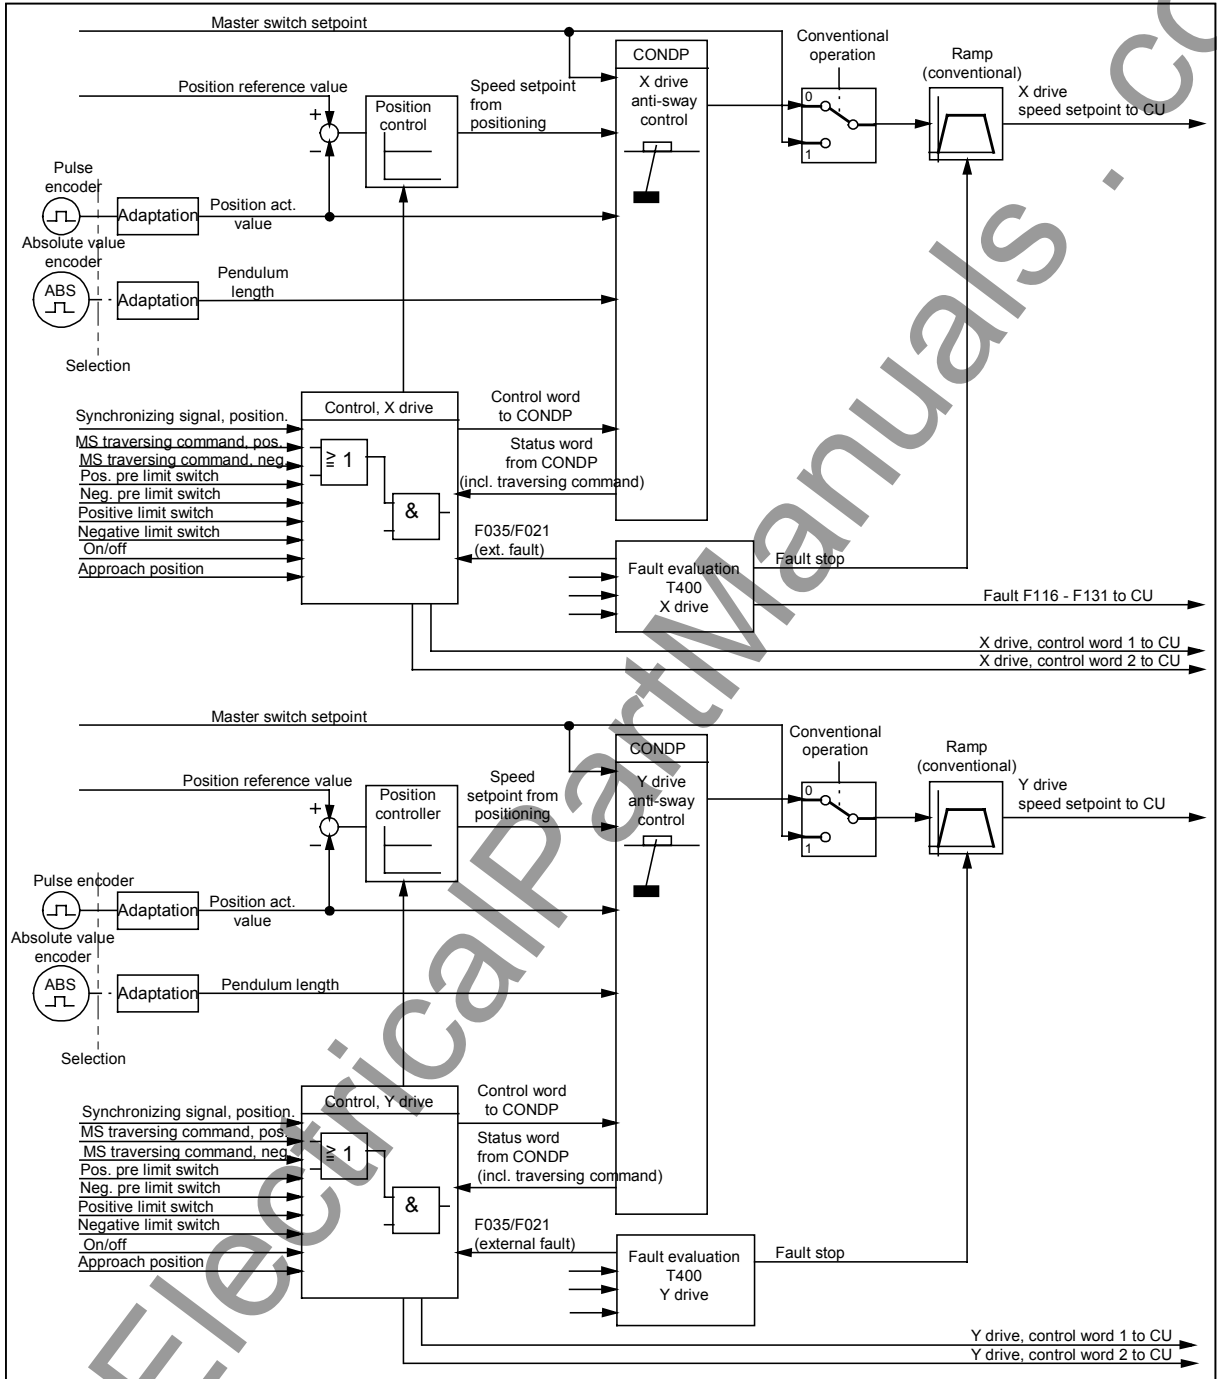 Master switch setpoint
Conventional
operation
Ramp
(conventional)
X drive
speed setpoint to CU
CONDP
X drive
anti-sway
control
0
1
Position reference value
+
−
Position
control
Speed setpoint
from
positioning
Pulse
encoder
Adaptation
Position act.
value
Absolute value
encoder
ABS
Adaptation
Pendulum
length
Selection
Control, X drive
Synchronizing signal, position.
MS traversing command, pos.
MS traversing command, neg.
Pos. pre limit switch
Neg. pre limit switch
Positive limit switch
Negative limit switch
On/off
Approach position
≧ 1
&
Control word
to CONDP
Status word
from CONDP
(incl. traversing command)
F035/F021
(ext. fault)
Fault evaluation
T400
X drive
Fault stop
Fault F116 - F131 to CU
X drive, control word 1 to CU
X drive, control word 2 to CU
Master switch setpoint
Conventional
operation
Ramp
(conventional)
Y drive
speed setpoint to CU
CONDP
Y drive
anti-sway
control
0
1
Position reference value
+
−
Position
controller
Speed
setpoint from
positioning
Pulse encoder
Adaptation
Position act.
value
Absolute value
encoder
ABS
Adaptation
Pendulum length
Selection
Control, Y drive
Synchronizing signal, position.
MS traversing command, pos.
MS traversing command, neg.
Pos. pre limit switch
Neg. pre limit switch
Positive limit switch
Negative limit switch
On/off
Approach position
≧ 1
&
Control word
to CONDP
Status word
from CONDP
(incl. traversing command)
F035/F021
(external fault)
Fault evaluation
T400
Y drive
Fault stop
Y drive, control word 1 to CU
Y drive, control word 2 to CU
ElectricalPartManuals . co